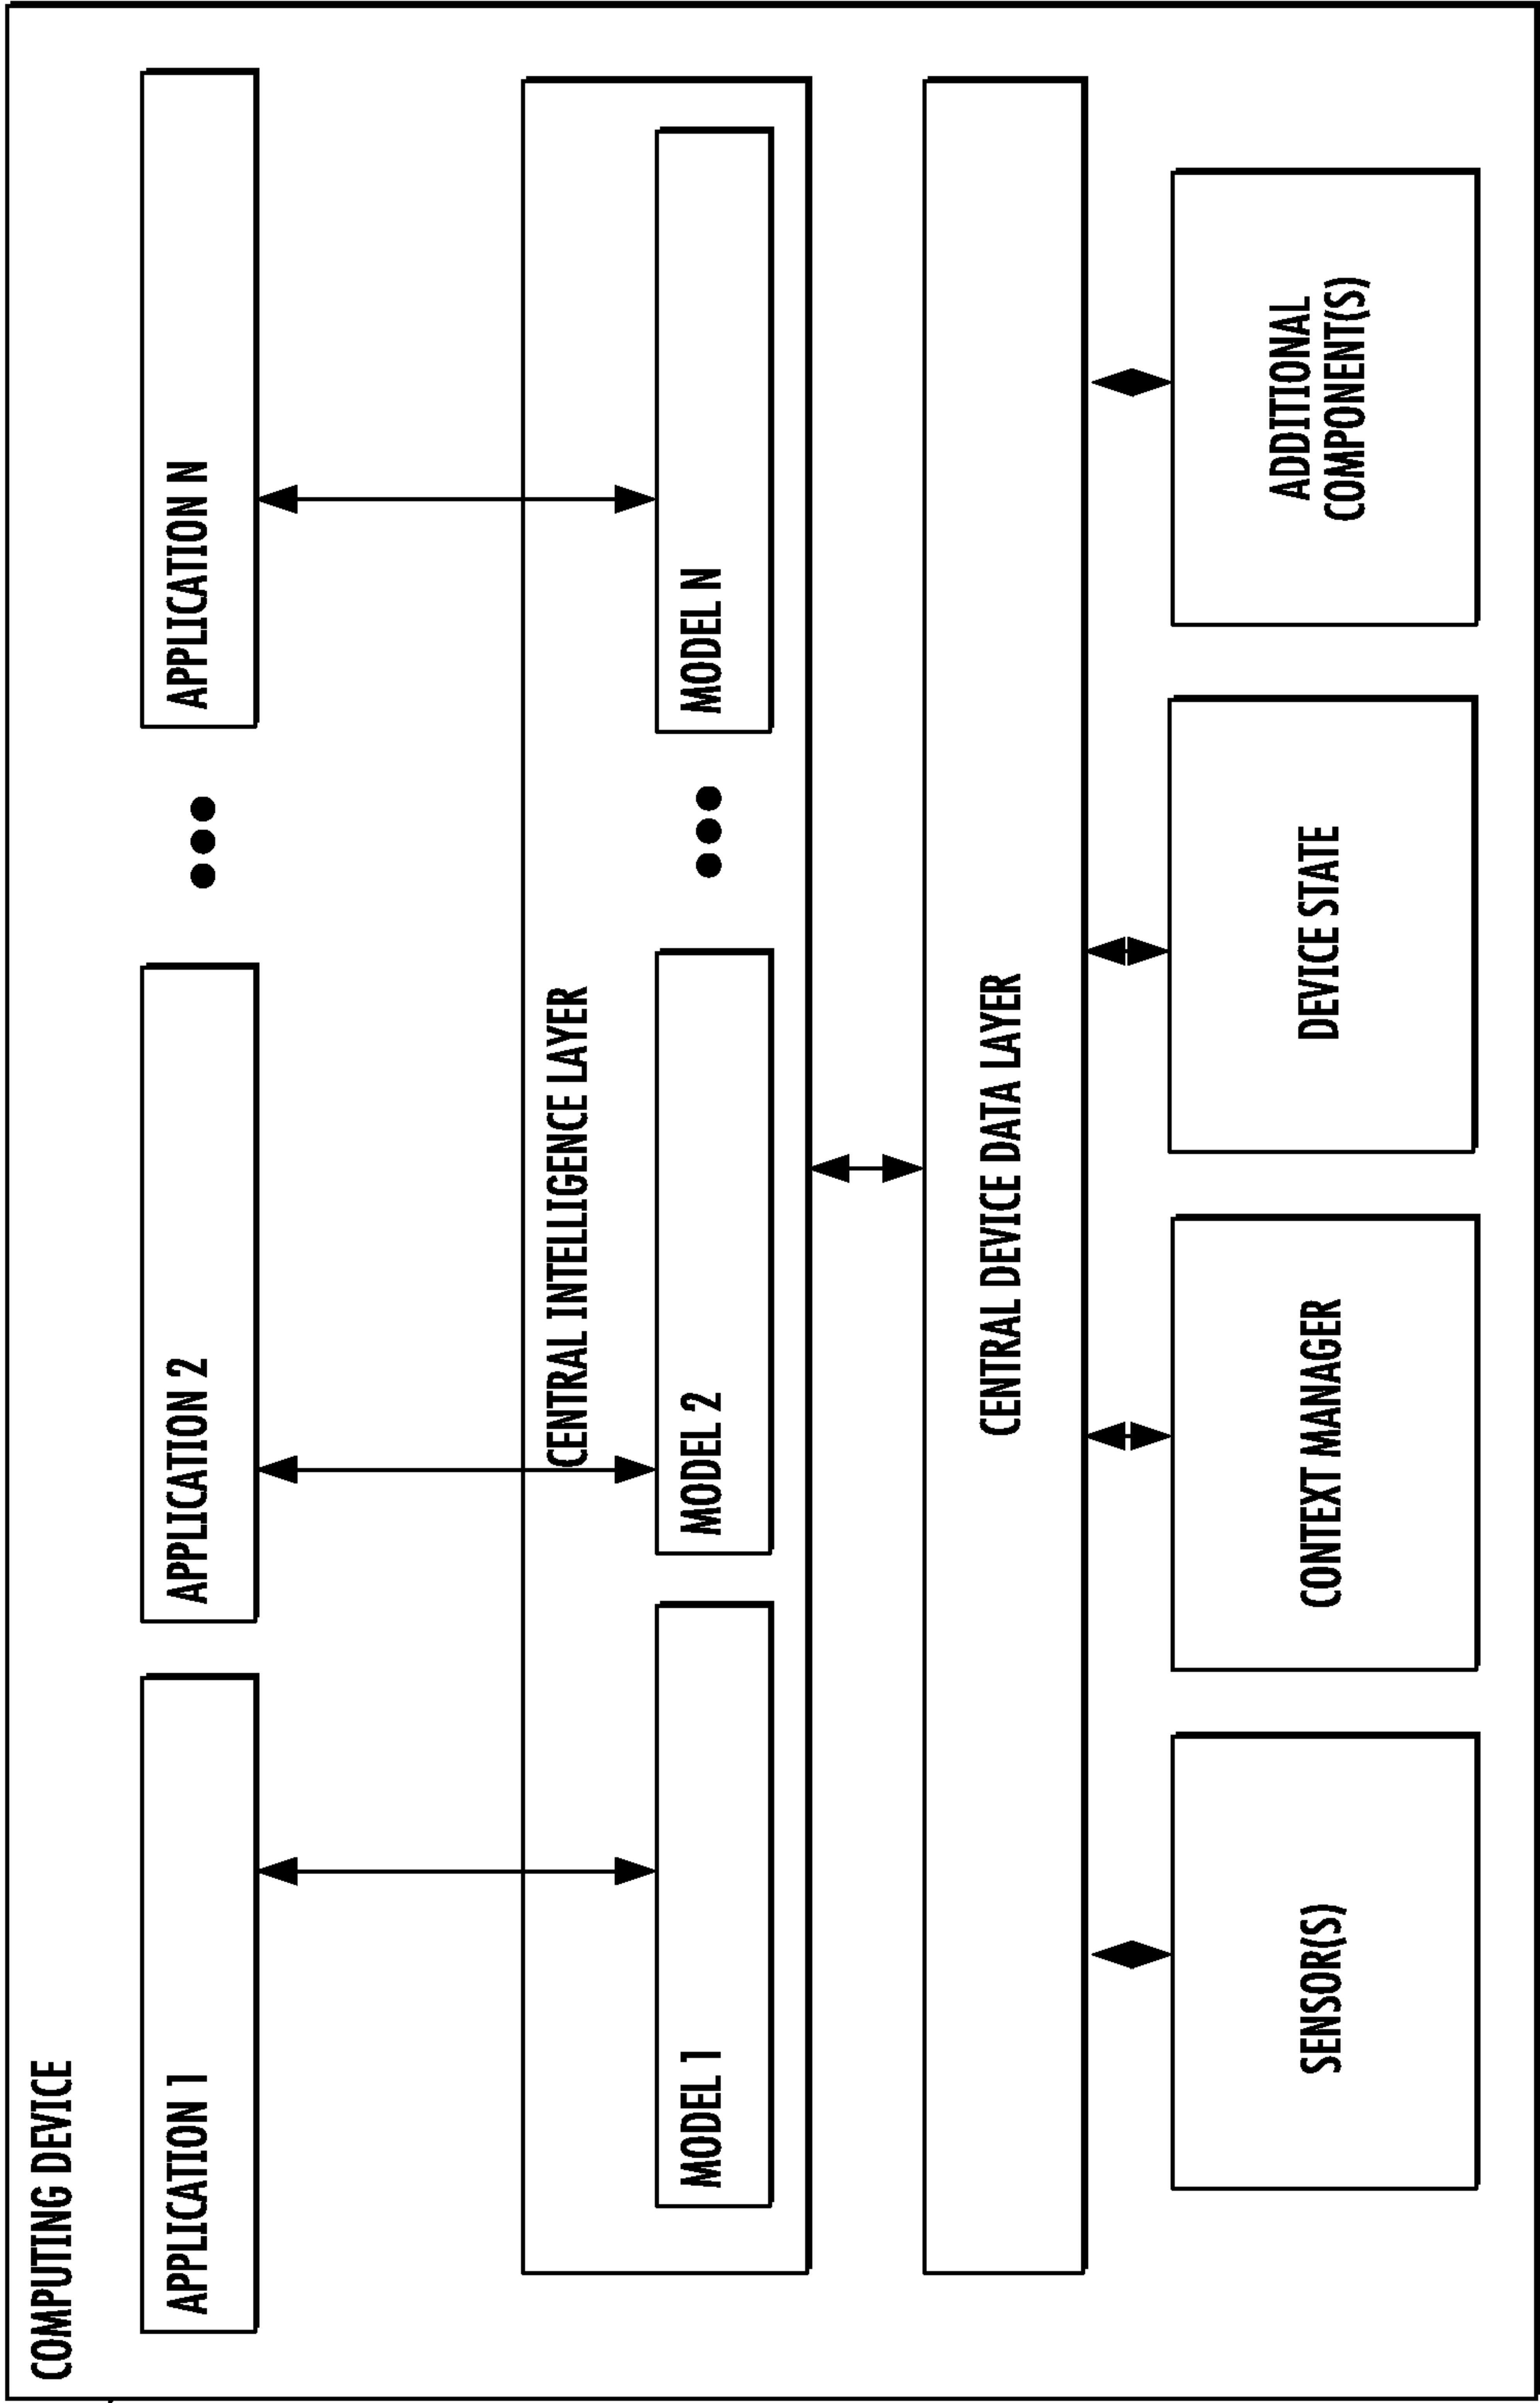 COMPUTING DEVICE
APPLICATION 1
APPLICATION 2
APPLICATION N
CENTRAL INTELLIGENCE LAYER
MODEL 1
MODEL 2
MODEL N
CENTRAL DEVICE DATA LAYER
SENSOR(S)
CONTEXT MANAGER
DEVICE STATE
ADDITIONAL
COMPONENT(S)